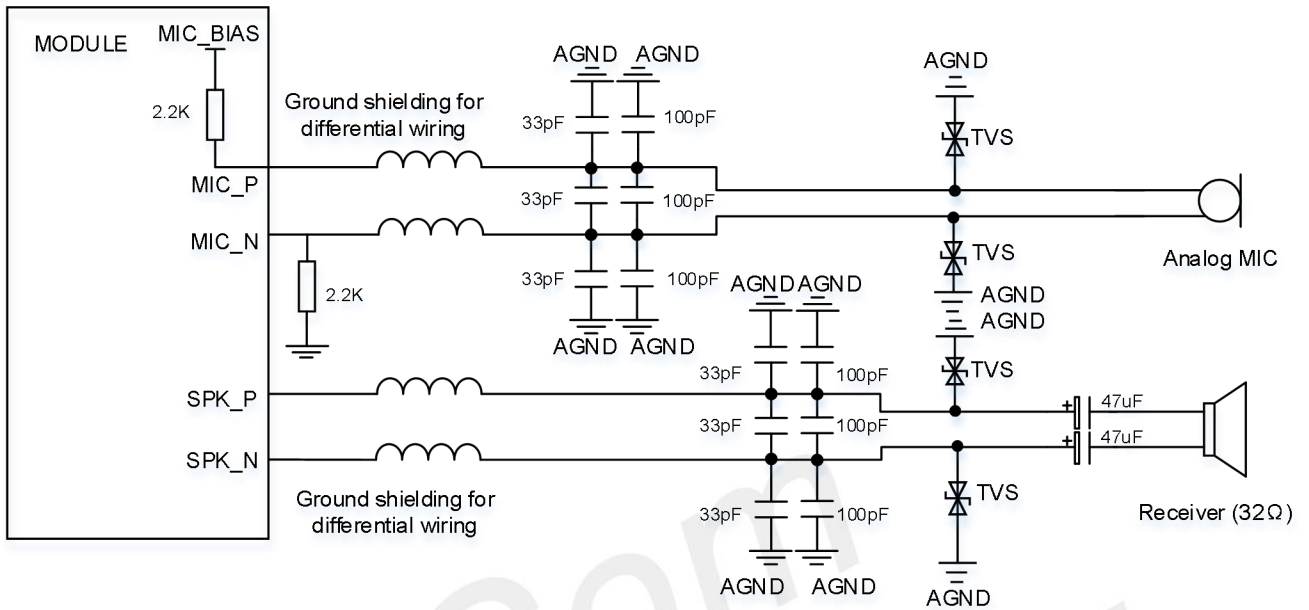 MODULE
MIC_BIAS
2.2K
Ground shielding for
differential wiring
AGND
AGND
33pF
100pF
AGND
TVS
MIC_P
33pF
100pF
MIC_N
33pF
100pF
TVS
Analog MIC
2.2K
AGND
AGND
AGND
AGND
AGND
AGND
33pF
100pF
TVS
SPK_P
47uF
33pF
100pF
47uF
SPK_N
Ground shielding for
differential wiring
33pF
100pF
TVS
Receiver (32Ω)
AGND
AGND
AGND